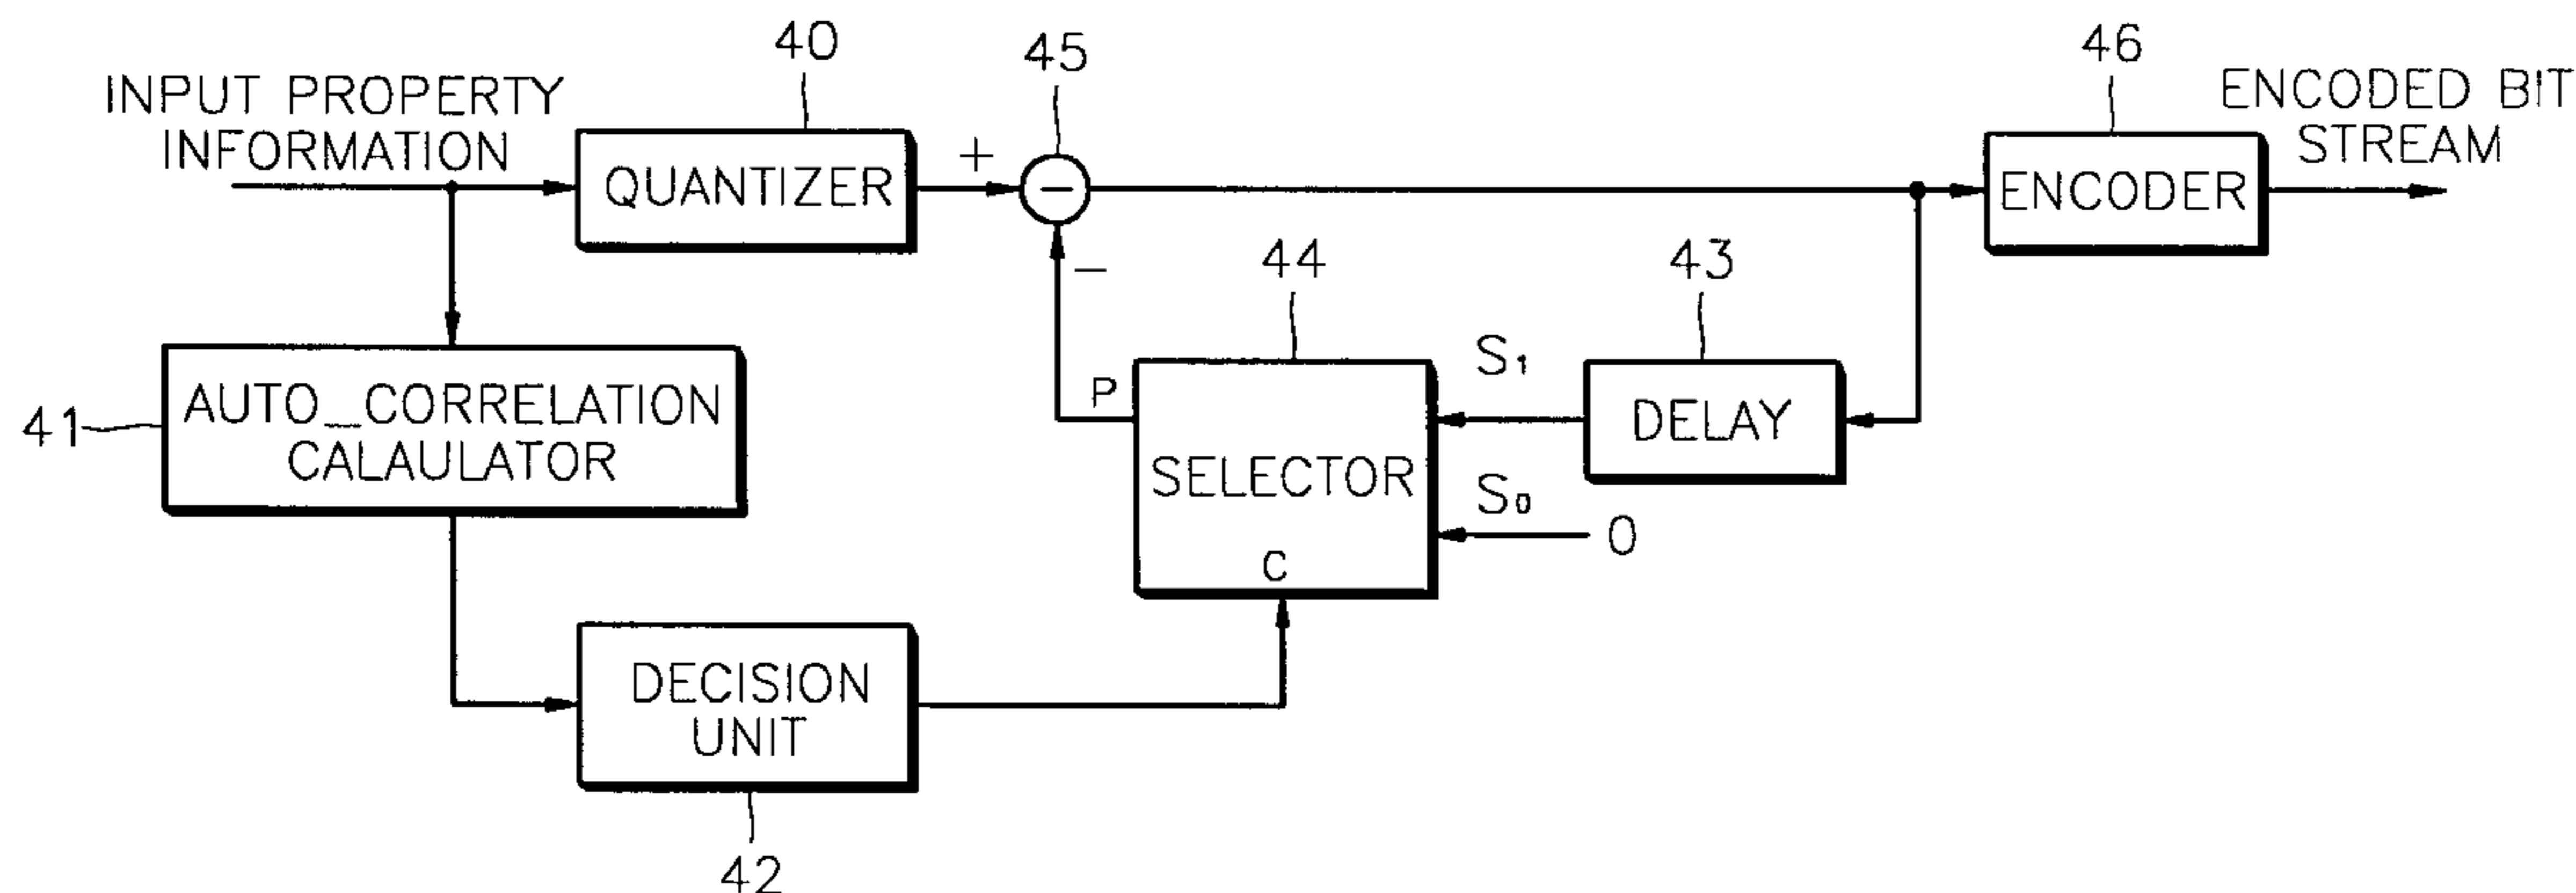 40
45
46
INPUT PROPERTY
INFORMATION
ENCODED BIT
STREAM
QUANTIZER
+
−
ENCODER
−
44
43
41
AUTO_CORRELATION
CALAULATOR
P
SELECTOR
C
S₁
DELAY
S₀
0
DECISION
UNIT
42